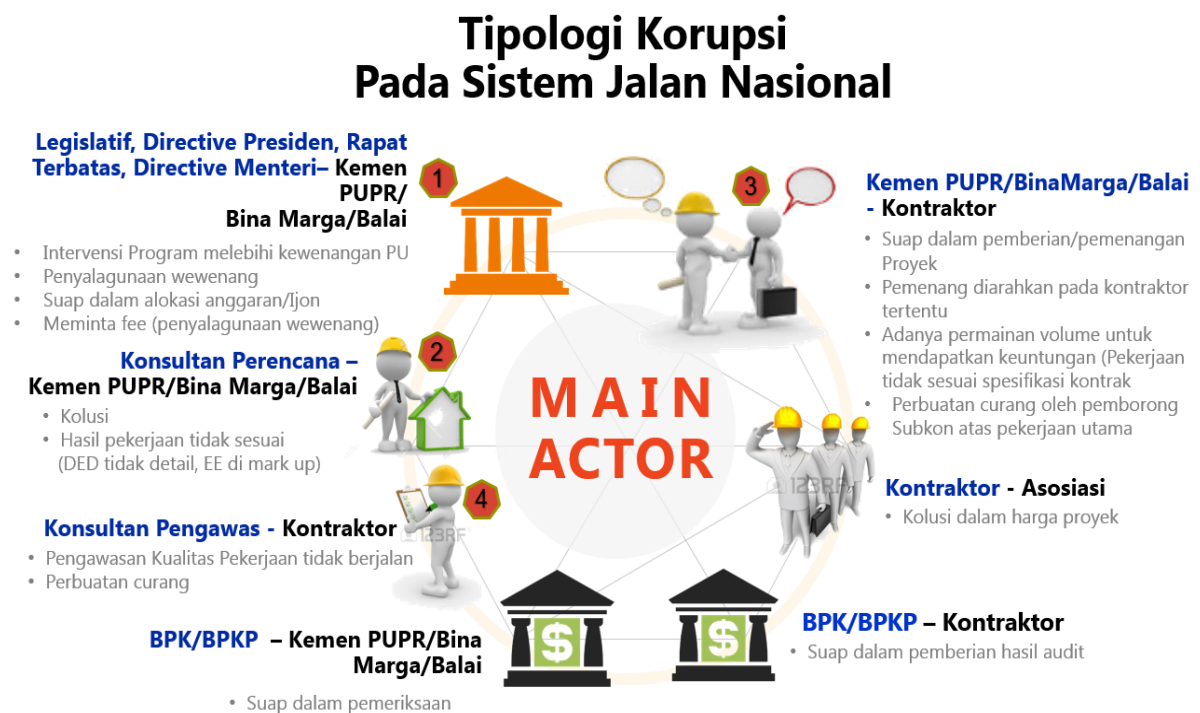 Tipologi Korupsi
Pada Sistem Jalan Nasional
Legislatif, Directive Presiden, Rapat
Terbatas, Directive Menteri– Kemen
PUPR/
Bina Marga/Balai
• Intervensi Program melebihi kewenangan PU
• Penyalagunaan wewenang
• Suap dalam alokasi anggaran/Ijon
• Meminta fee (penyalagunaan wewenang)
1
Konsultan Perencana –
Kemen PUPR/Bina Marga/Balai
• Kolusi
• Hasil pekerjaan tidak sesuai
(DED tidak detail, EE di mark up)
2
Konsultan Pengawas - Kontraktor
• Pengawasan Kualitas Pekerjaan tidak berjalan
• Perbuatan curang
4
123RF
BPK/BPKP – Kemen PUPR/Bina
Marga/Balai
• Suap dalam pemeriksaan
$
MAIN
ACTOR
3
Kemen PUPR/BinaMarga/Balai
- Kontraktor
• Suap dalam pemberian/pemenangan
Proyek
• Pemenang diarahkan pada kontraktor
tertentu
• Adanya permainan volume untuk
mendapatkan keuntungan (Pekerjaan
tidak sesuai spesifikasi kontrak
• Perbuatan curang oleh pemborong
Subkon atas pekerjaan utama
123RF
Kontraktor - Asosiasi
• Kolusi dalam harga proyek
$
BPK/BPKP – Kontraktor
• Suap dalam pemberian hasil audit